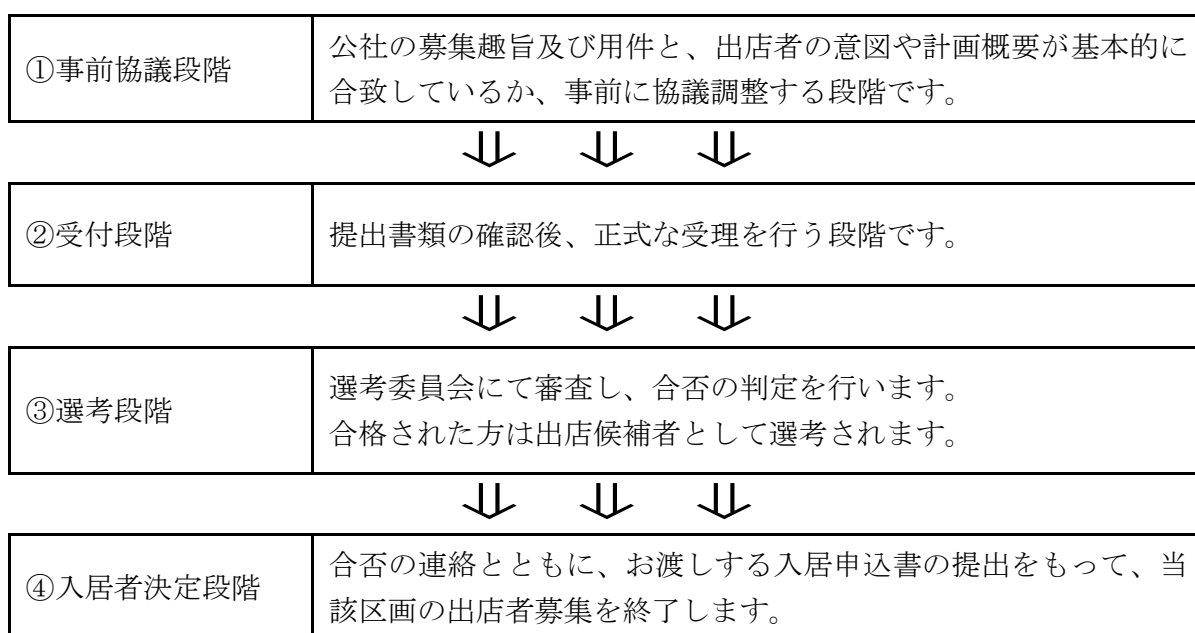 ①事前協議段階
公社の募集趣旨及び用件と、出店者の意図や計画概要が基本的に
合致しているか、事前に協議調整する段階です。
②受付段階
提出書類の確認後、正式な受理を行う段階です。
③選考段階
選考委員会にて審査し、合否の判定を行います。
合格された方は出店候補者として選考されます。
④入居者決定段階
合否の連絡とともに、お渡しする入居申込書の提出をもって、当
該区画の出店者募集を終了します。